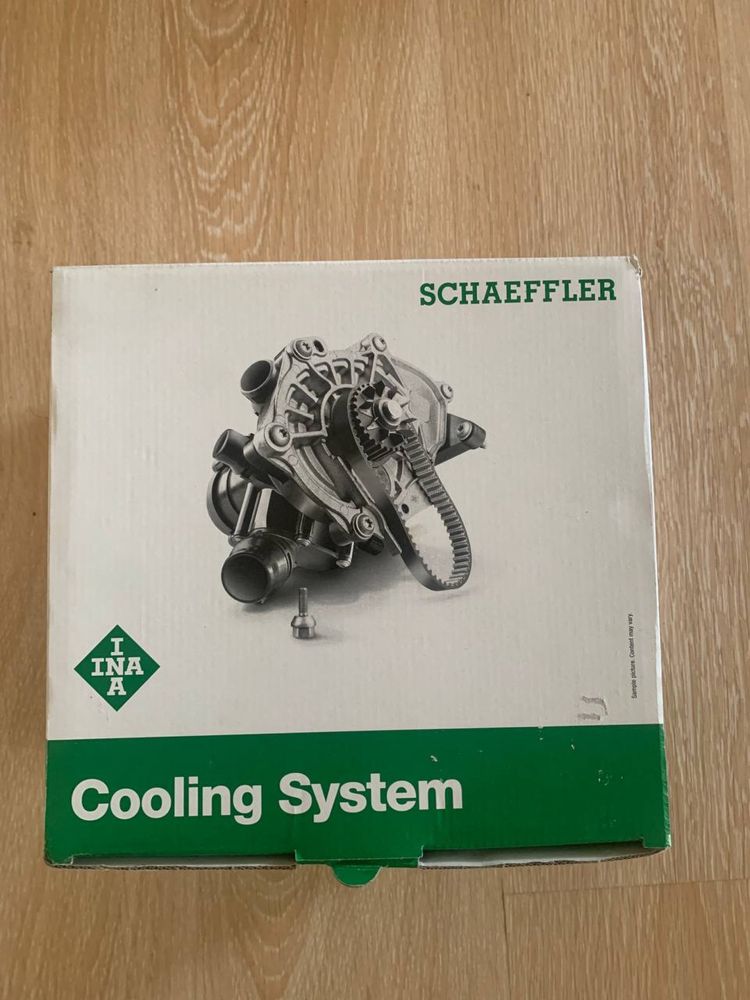 SCHAEFFLER
I
INA
A
Sample picture. Content may vary.
Cooling System